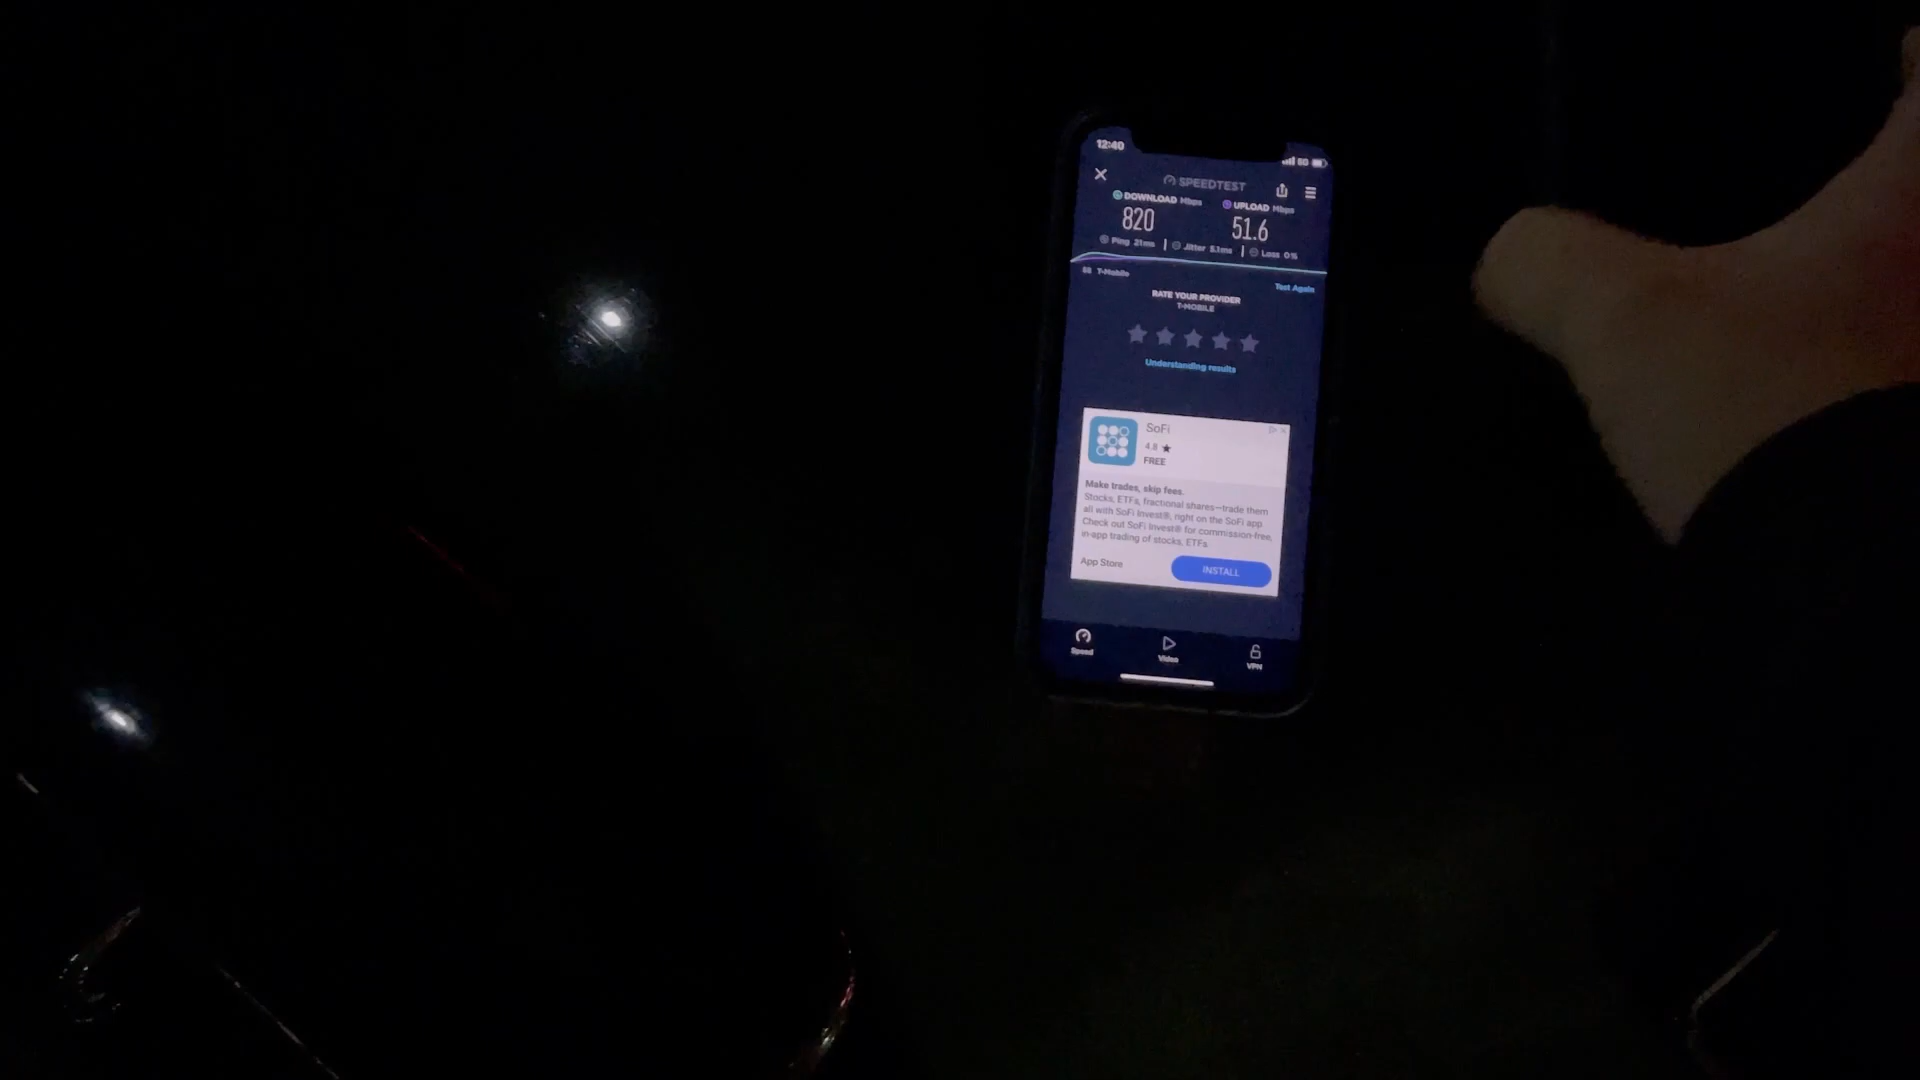 12:40
5G
SPEEDTEST
DOWNLOAD Mbps
UPLOAD Mbps
820
51.6
Ping 21ms
Jitter 5.1ms
Loss 0%
T-Mobile
Test Again
RATE YOUR PROVIDER
T-MOBILE
Understanding results
SoFi
4.8 ★
FREE
Make trades, skip fees.
Stocks, ETFs, fractional shares—trade them
all with SoFi Invest®, right on the SoFi app
Check out SoFi Invest® for commission-free,
in-app trading of stocks, ETFs
App Store
INSTALL
Speed
Video
VPN